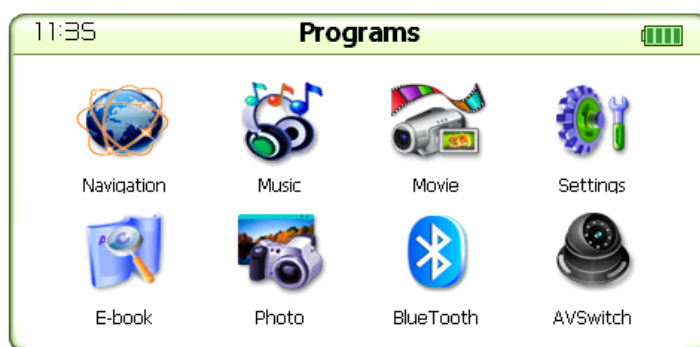 11:35
Programs
Navigation
Music
Movie
Settings
E-book
Photo
BlueTooth
AVSwitch